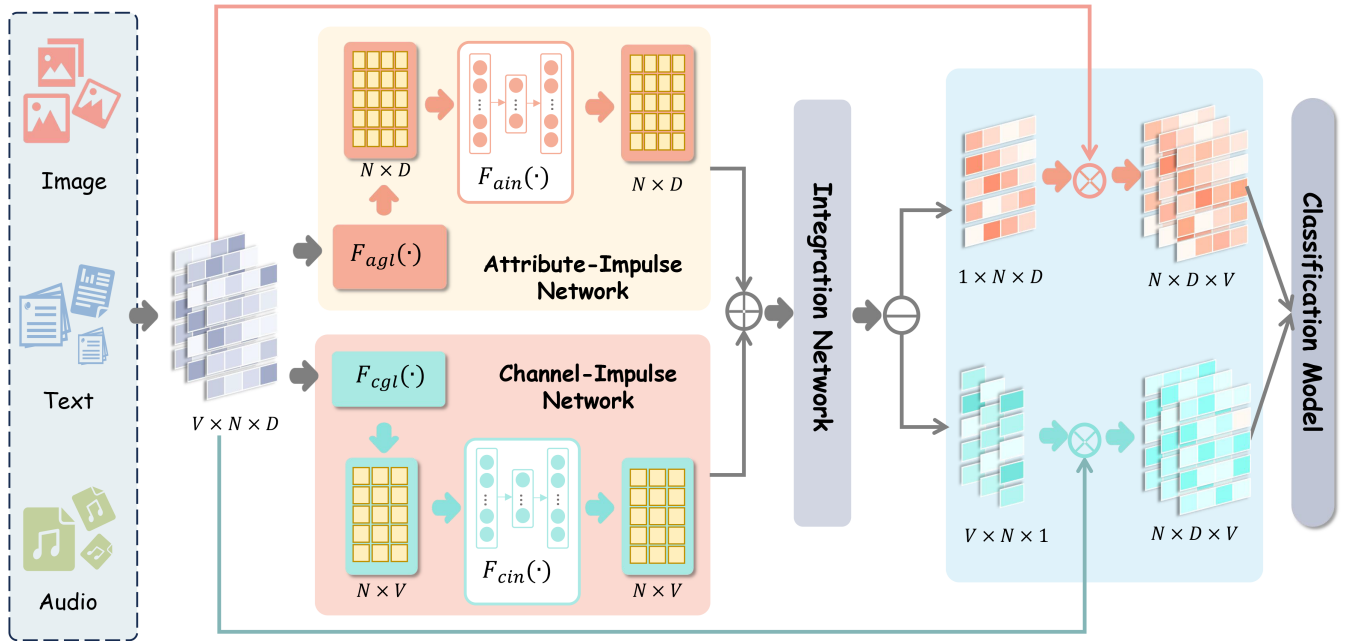 Image
Text
Audio
V × N × D
N × D
F_ain(·)
N × D
F_agl(·)
Attribute-Impulse
Network
F_cgl(·)
Channel-Impulse
Network
N × V
F_cin(·)
N × V
Integration Network
1 × N × D
N × D × V
V × N × 1
N × D × V
Classification Model